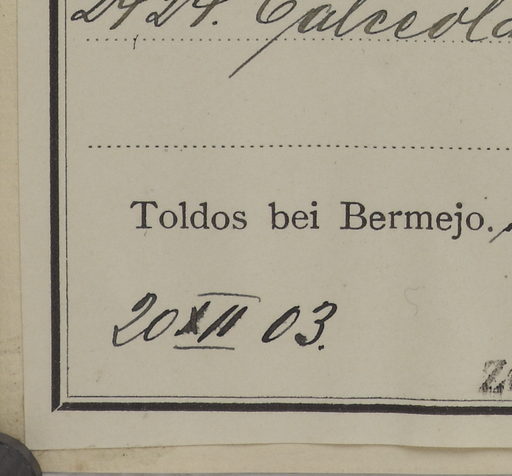 2424. Calceola
Toldos bei Bermejo.
20 XII 03.